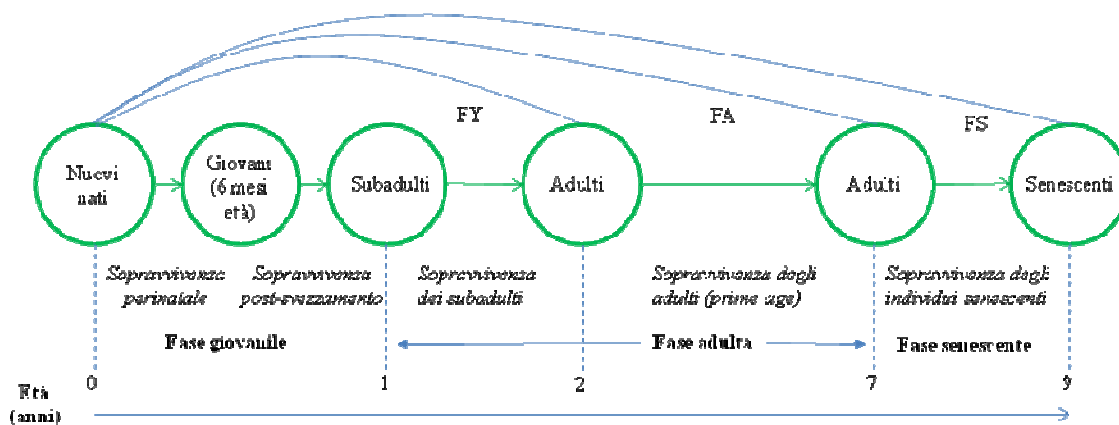 FY
FA
FS
Nuovi
nati
Giovani
(6 mesi
età)
Subadulti
Adulti
Adulti
Senescenti
Sopravvivenza
perinatale
Sopravvivenza
post-svezzamento
Sopravvivenza
dei subadulti
Sopravvivenza degli
adulti (prime age)
Sopravvivenza degli
individui senescenti
Fase giovanile
Fase adulta
Fase senescente
Età
(anni)
0
1
2
7
9